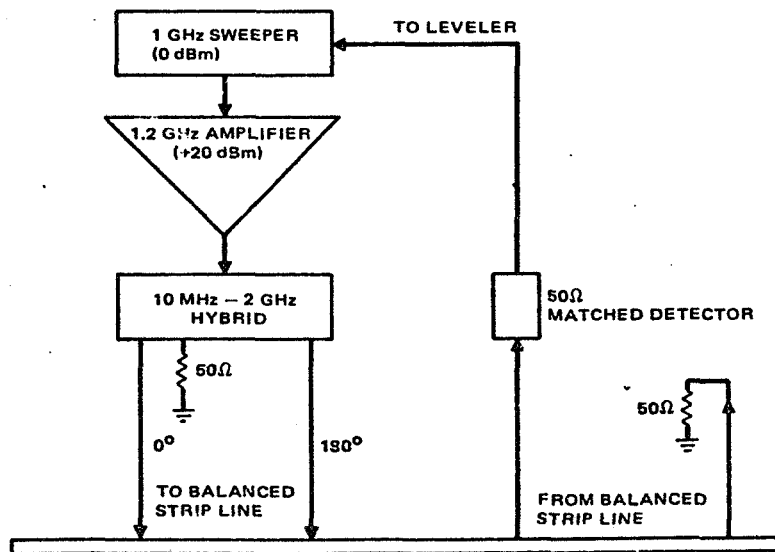 1 GHz SWEEPER
(0 dBm)
TO LEVELER
1.2 GHz AMPLIFIER
(+20 dBm)
10 MHz – 2 GHz
HYBRID
50Ω
MATCHED DETECTOR
50Ω
50Ω
0°
180°
TO BALANCED
STRIP LINE
FROM BALANCED
STRIP LINE